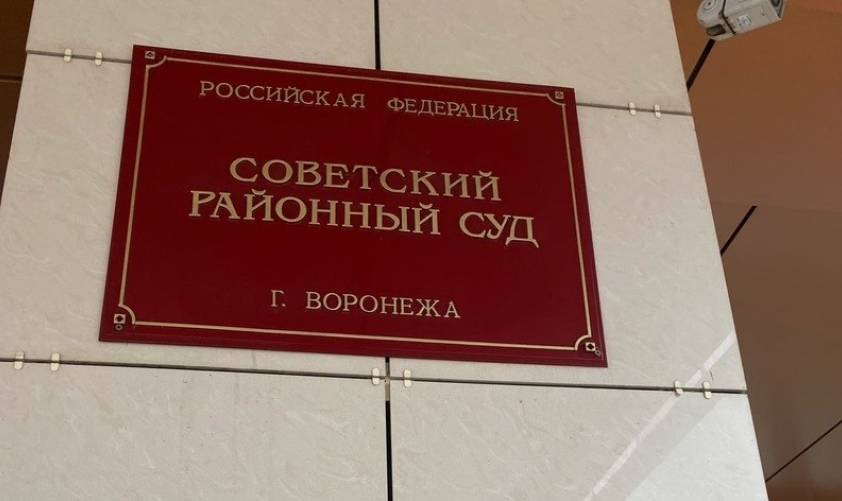 РОССИЙСКАЯ ФЕДЕРАЦИЯ
СОВЕТСКИЙ
РАЙОННЫЙ СУД
Г. ВОРОНЕЖА